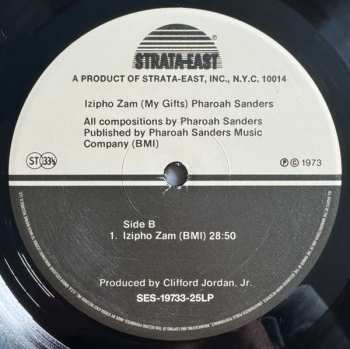 STRATA-EAST
A PRODUCT OF STRATA-EAST, INC., N.Y.C. 10014
Izipho Zam (My Gifts) Pharoah Sanders
All compositions by Pharoah Sanders
Published by Pharoah Sanders Music
Company (BMI)
ST 33⅓
℗ © 1973
Side B
1. Izipho Zam (BMI) 28:50
Produced by Clifford Jordan, Jr.
SES-19733-25LP